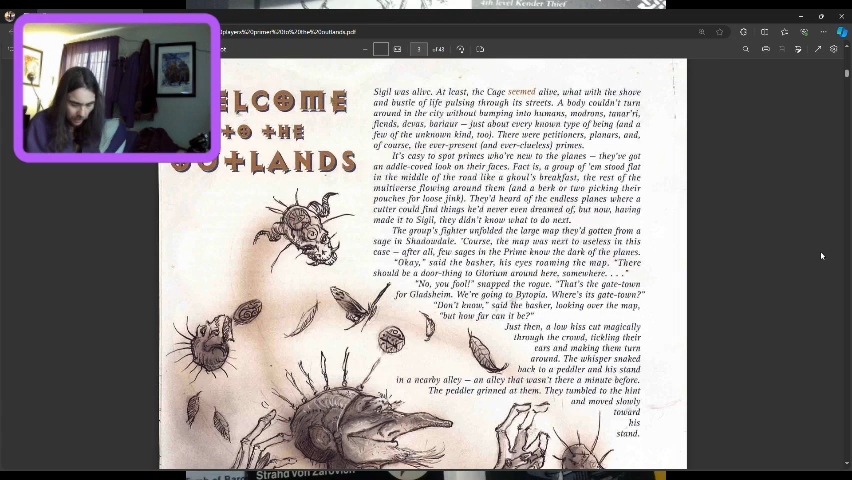 4th level Kender Thief
players%20primer%20to%20the%20outlands.pdf
3
of 43
ELCOME
TO THE
OUTLANDS
Sigil was alive. At least, the Cage seemed alive, what with the shove
and bustle of life pulsing through its streets. A body couldn't turn
around in the city without bumping into humans, modrons, tanar'ri,
fiends, devas, bariaur — just about every known type of being (and a
few of the unknown kind, too). There were petitioners, planars, and,
of course, the ever-present (and ever-clueless) primes.
It's easy to spot primes who're new to the planes — they've got
an addle-coved look on their faces. Fact is, a group of 'em stood flat
in the middle of the road like a ghoul's breakfast, the rest of the
multiverse flowing around them (and a berk or two picking their
pouches for loose jink). They'd heard of the endless planes where a
cutter could find things he'd never even dreamed of, but now, having
made it to Sigil, they didn't know what to do next.
The group's fighter unfolded the large map they'd gotten from a
sage in Shadowdale. 'Course, the map was next to useless in this
case — after all, few sages in the Prime know the dark of the planes.
"Okay," said the basher, his eyes roaming the map. "There
should be a door-thing to Glorium around here, somewhere. . . ."
"No, you fool!" snapped the rogue. "That's the gate-town
for Gladsheim. We're going to Bytopia. Where's its gate-town?"
"Don't know," said the basher, looking over the map,
"but how far can it be?"
Just then, a low hiss cut magically
through the crowd, tickling their
ears and making them turn
around. The whisper snaked
back to a peddler and his stand
in a nearby alley — an alley that wasn't there a minute before.
The peddler grinned at them. They tumbled to the hint
and moved slowly
toward
his
stand.
Strahd von Zarovich